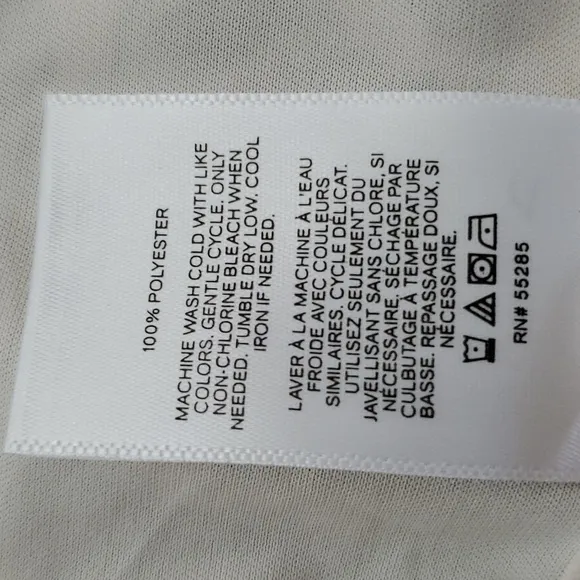 100% POLYESTER
MACHINE WASH COLD WITH LIKE
COLORS, GENTLE CYCLE. ONLY
NON-CHLORINE BLEACH WHEN
NEEDED. TUMBLE DRY LOW. COOL
IRON IF NEEDED.
LAVER À LA MACHINE À L'EAU
FROIDE AVEC COULEURS
SIMILAIRES, CYCLE DÉLICAT.
UTILISEZ SEULEMENT DU
JAVELLISANT SANS CHLORE, SI
NÉCESSAIRE. SÉCHAGE PAR
CULBUTAGE À TEMPÉRATURE
BASSE. REPASSAGE DOUX, SI
NÉCESSAIRE.
RN# 55285